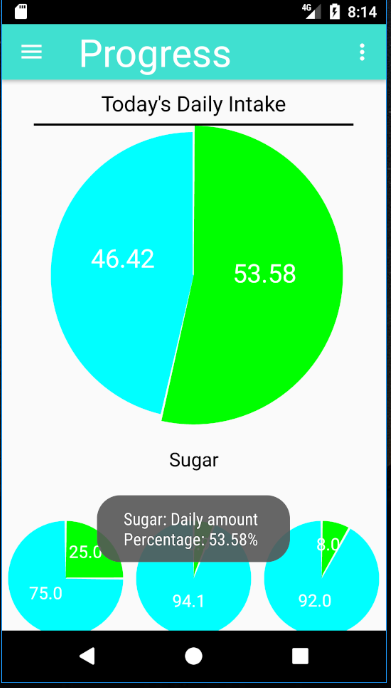 4G 8:14
Progress
Today's Daily Intake
46.42
53.58
Sugar
Sugar: Daily amount
Percentage: 53.58%
25.0
75.0
94.1
8.0
92.0